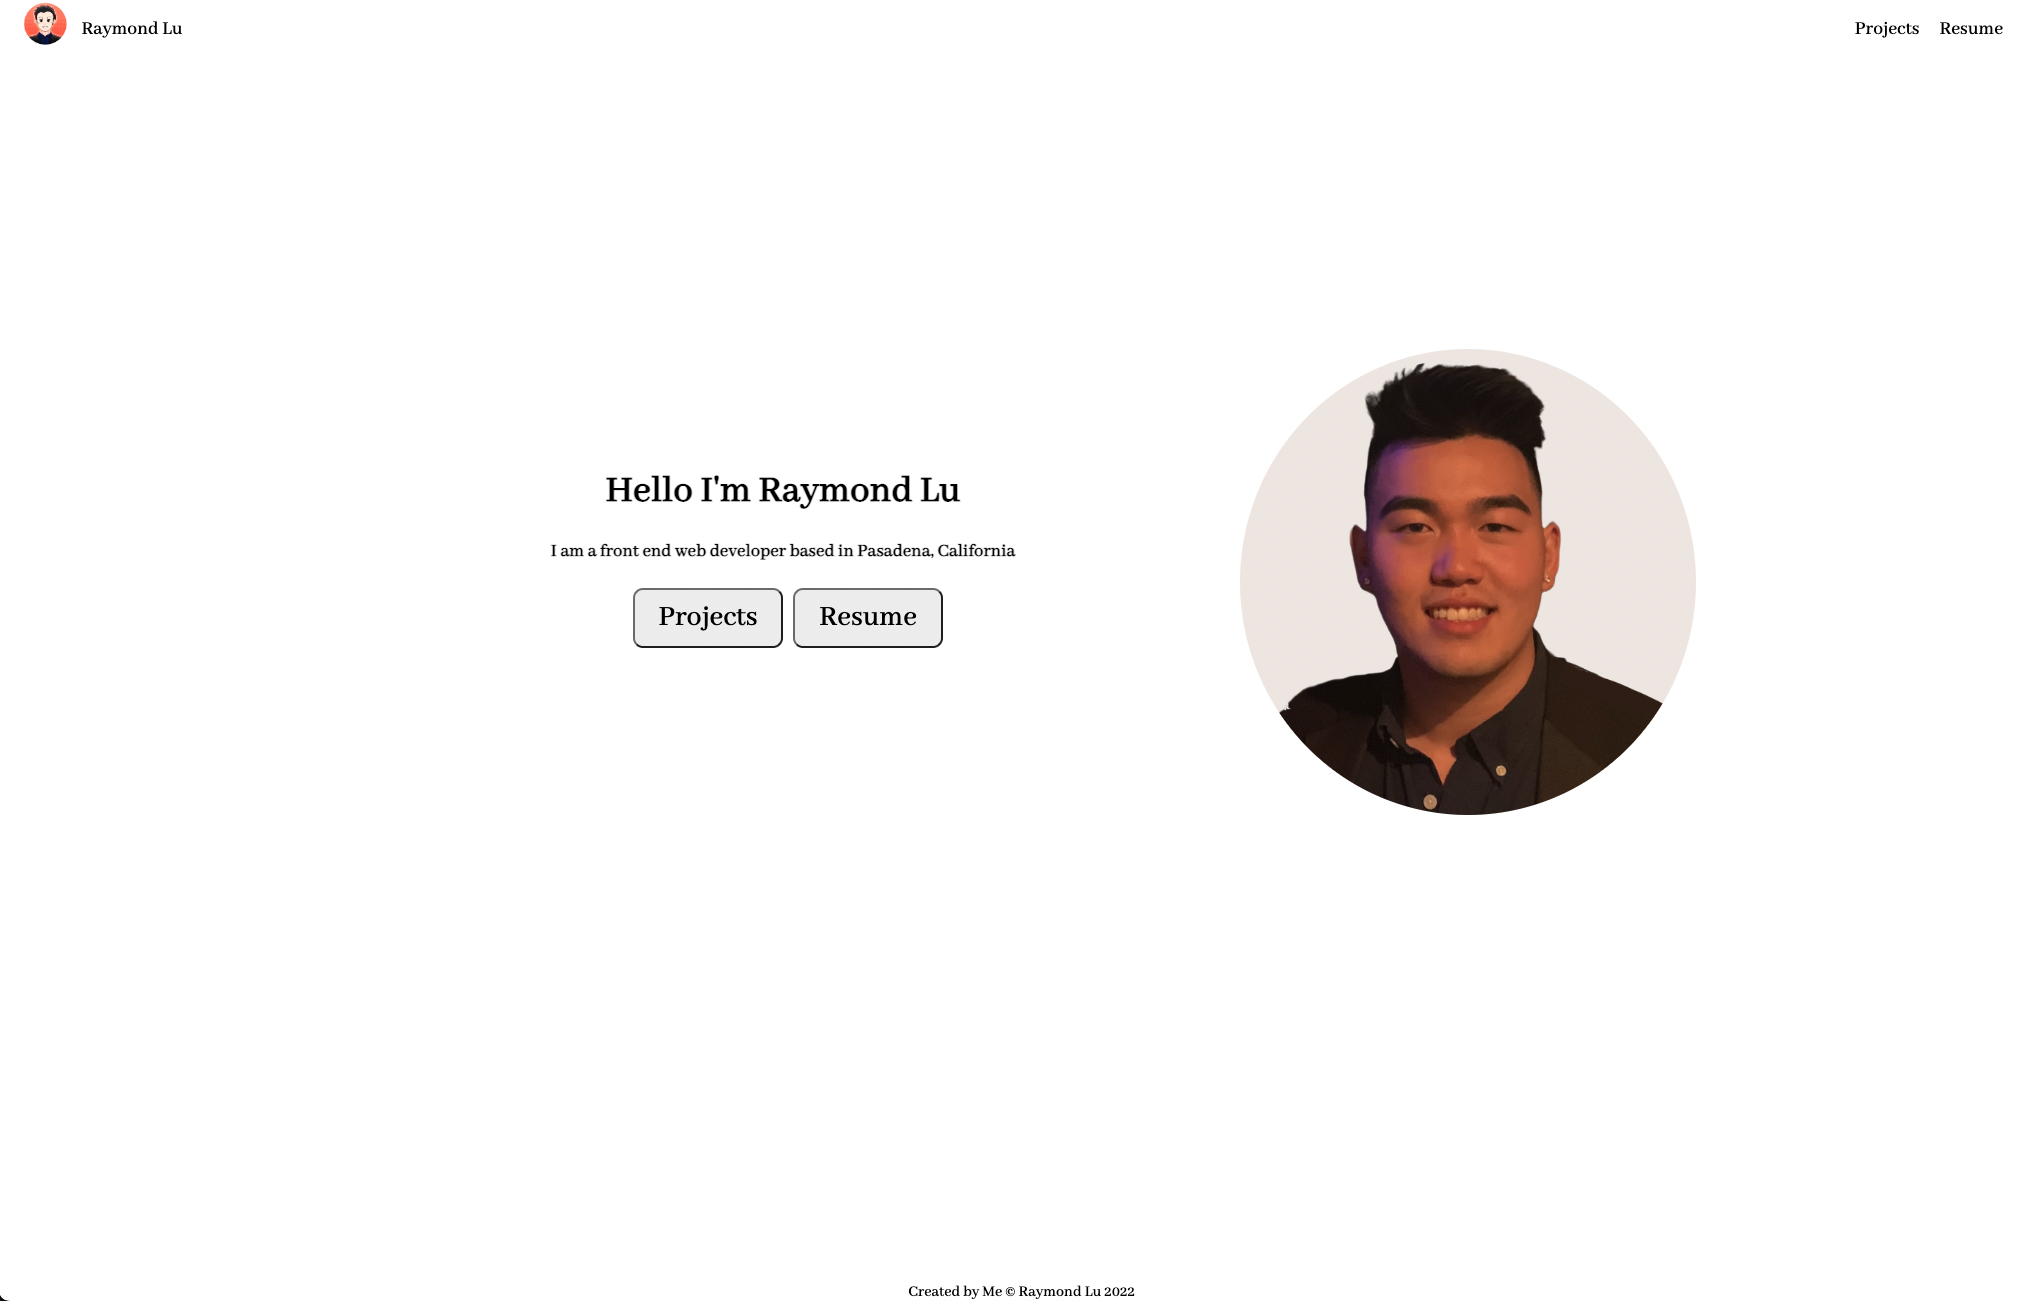 Raymond Lu
Projects
Resume
Hello I'm Raymond Lu
I am a front end web developer based in Pasadena, California
Projects
Resume
Created by Me © Raymond Lu 2022